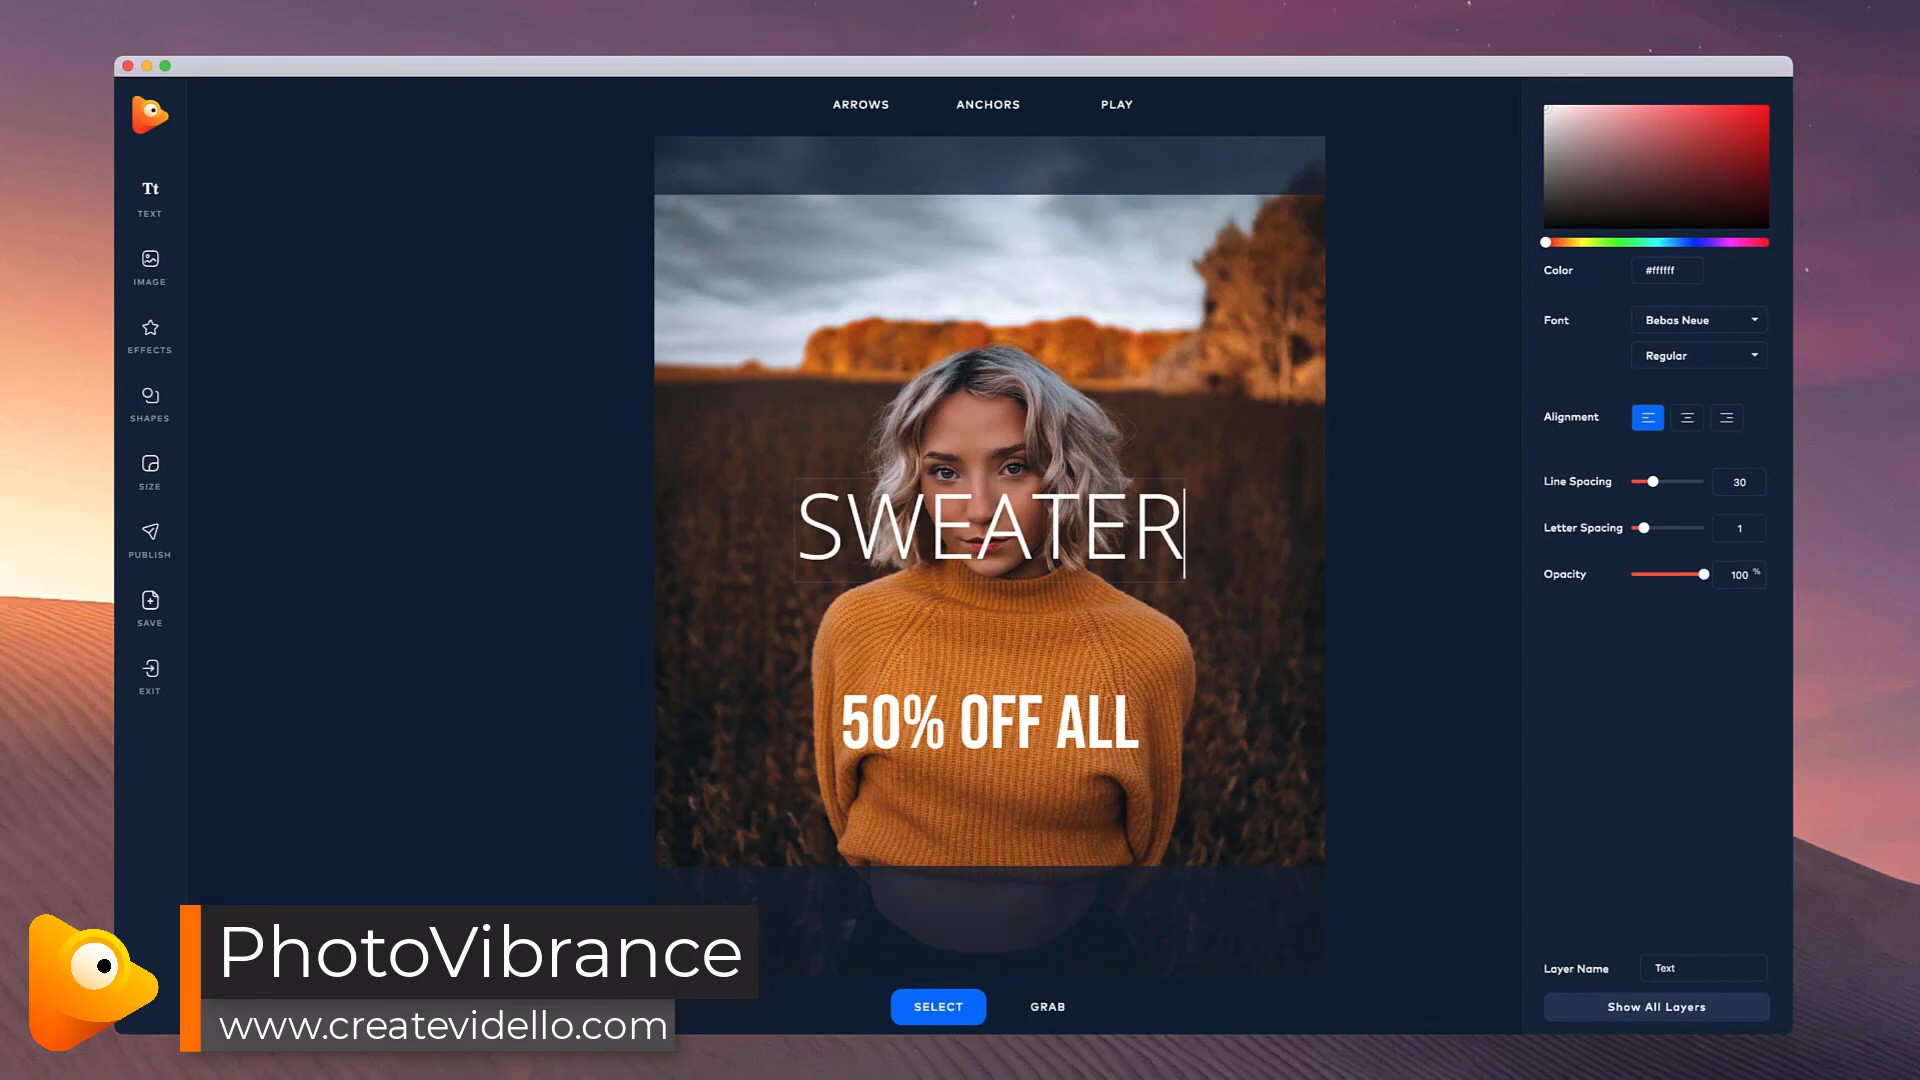 ARROWS ANCHORS PLAY
Tt
TEXT
IMAGE
EFFECTS
SHAPES
SIZE
PUBLISH
SAVE
EXIT
SWEATER
50% OFF ALL
SELECT GRAB
Color #ffffff
Font Bebas Neue
Regular
Alignment
Line Spacing 30
Letter Spacing 1
Opacity 100 %
Layer Name Text
Show All Layers
PhotoVibrance
www.createvidello.com